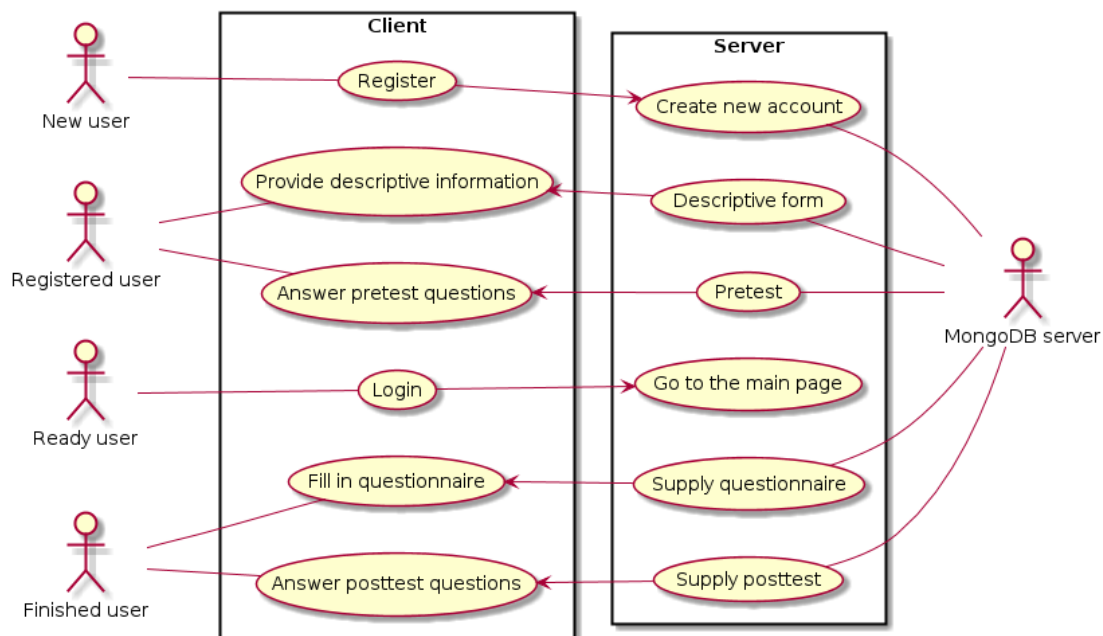 Client
Server
New user
Register
Create new account
Provide descriptive information
Descriptive form
Registered user
Answer pretest questions
Pretest
MongoDB server
Login
Go to the main page
Ready user
Fill in questionnaire
Supply questionnaire
Answer posttest questions
Supply posttest
Finished user